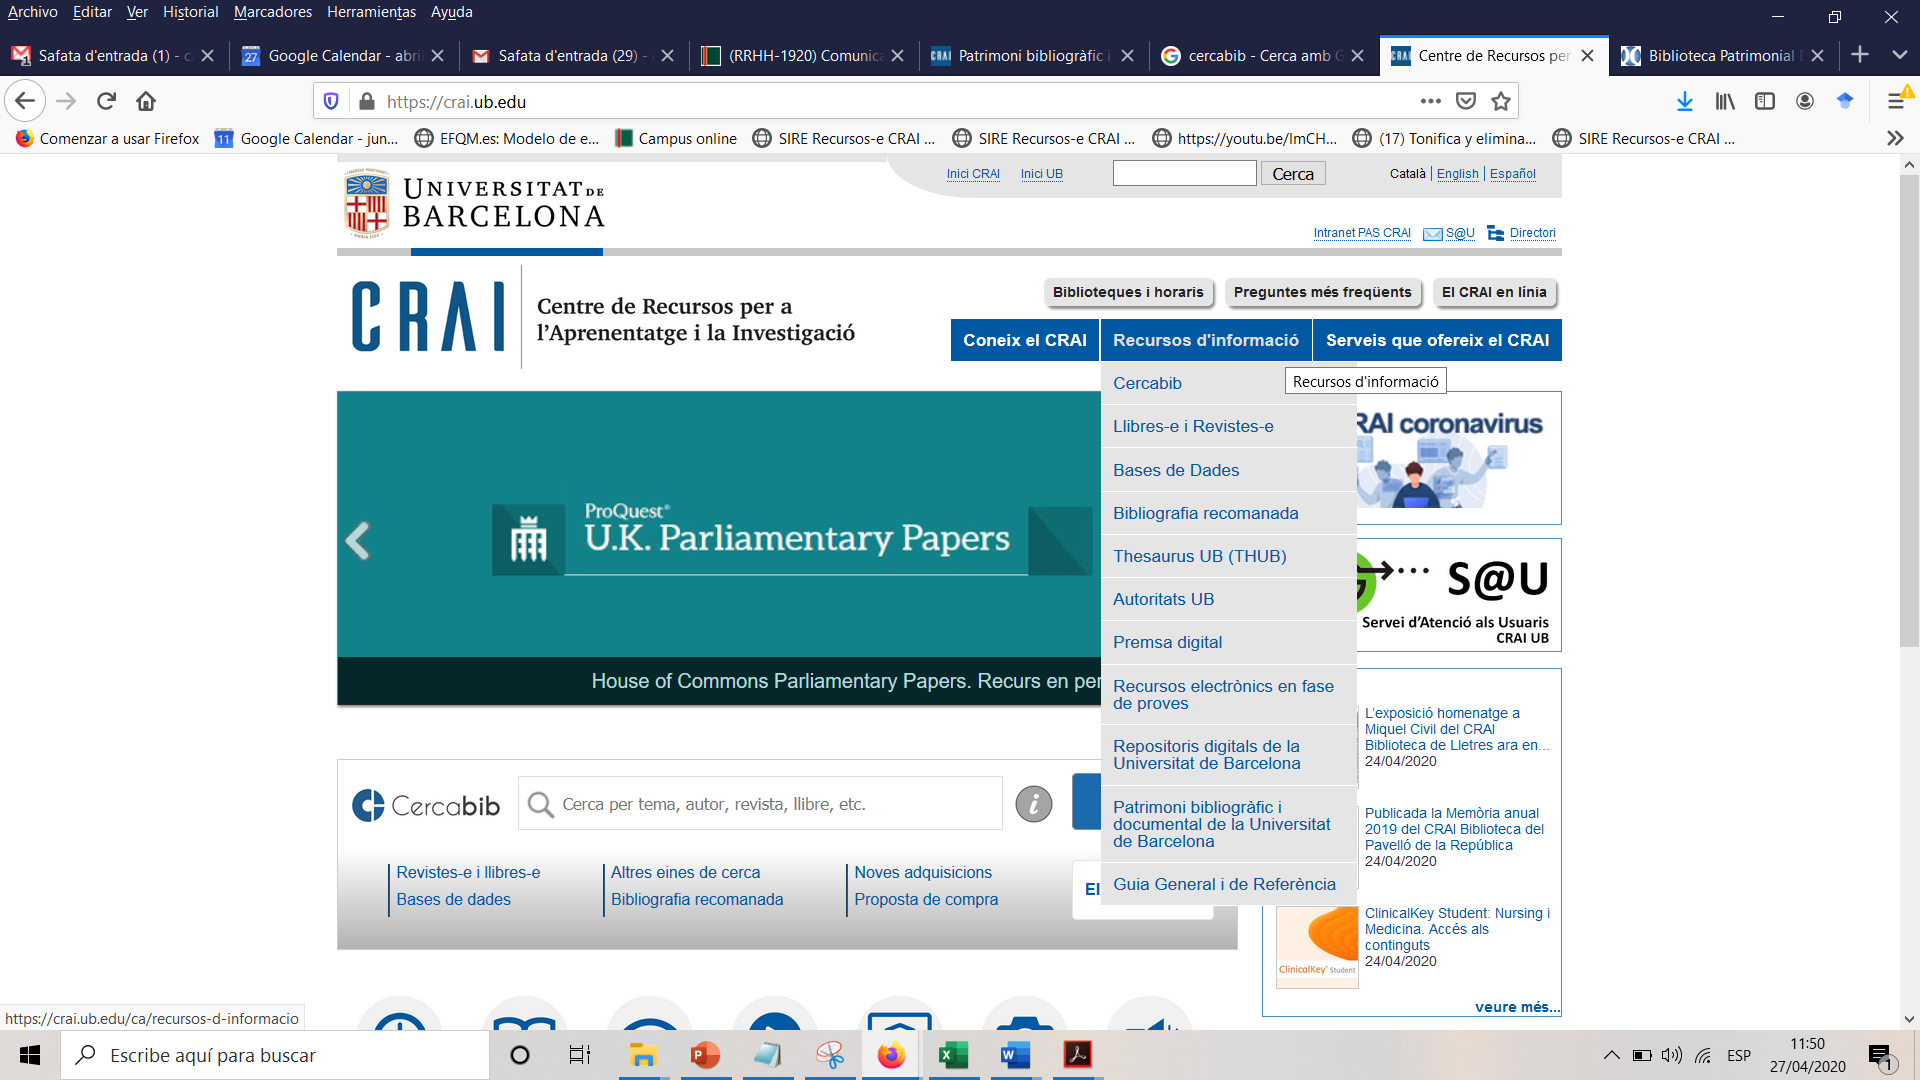 Archivo Editar Ver Historial Marcadores Herramientas Ayuda
Safata d'entrada (1) - c
Google Calendar - abri
Safata d'entrada (29) -
(RRHH-1920) Comunica
Patrimoni bibliogràfic i
cercabib - Cerca amb G
Centre de Recursos per
Biblioteca Patrimonial D
https://crai.ub.edu
Comenzar a usar Firefox
11 Google Calendar - jun...
EFQM.es: Modelo de e...
Campus online
SIRE Recursos-e CRAI ...
SIRE Recursos-e CRAI ...
https://youtu.be/lmCH...
(17) Tonifica y elimina...
SIRE Recursos-e CRAI ...
UNIVERSITAT DE
BARCELONA
Inici CRAI Inici UB
Cerca
Català | English | Español
Intranet PAS CRAI S@U Directori
CRAI
Centre de Recursos per a
l'Aprenentatge i la Investigació
Biblioteques i horaris Preguntes més freqüents El CRAI en línia
Coneix el CRAI Recursos d'informació Serveis que ofereix el CRAI
Recursos d'informació
Cercabib
Llibres-e i Revistes-e
Bases de Dades
Bibliografia recomanada
Thesaurus UB (THUB)
Autoritats UB
Premsa digital
Recursos electrònics en fase
de proves
Repositoris digitals de la
Universitat de Barcelona
Patrimoni bibliogràfic i
documental de la Universitat
de Barcelona
Guia General i de Referència
ProQuest®
U.K. Parliamentary Papers
House of Commons Parliamentary Papers. Recurs en per
RAI coronavirus
S@U
Servei d'Atenció als Usuaris
CRAI UB
L'exposició homenatge a
Miquel Civil del CRAI
Biblioteca de Lletres ara en...
24/04/2020
Publicada la Memòria anual
2019 del CRAI Biblioteca del
Pavelló de la República
24/04/2020
ClinicalKey Student: Nursing i
Medicina. Accés als
continguts
24/04/2020
ClinicalKey® Student
veure més...
Cercabib
Cerca per tema, autor, revista, llibre, etc.
Revistes-e i llibres-e
Bases de dades
Altres eines de cerca
Bibliografia recomanada
Noves adquisicions
Proposta de compra
El
https://crai.ub.edu/ca/recursos-d-informacio
Escribe aquí para buscar
ESP
11:50
27/04/2020
1